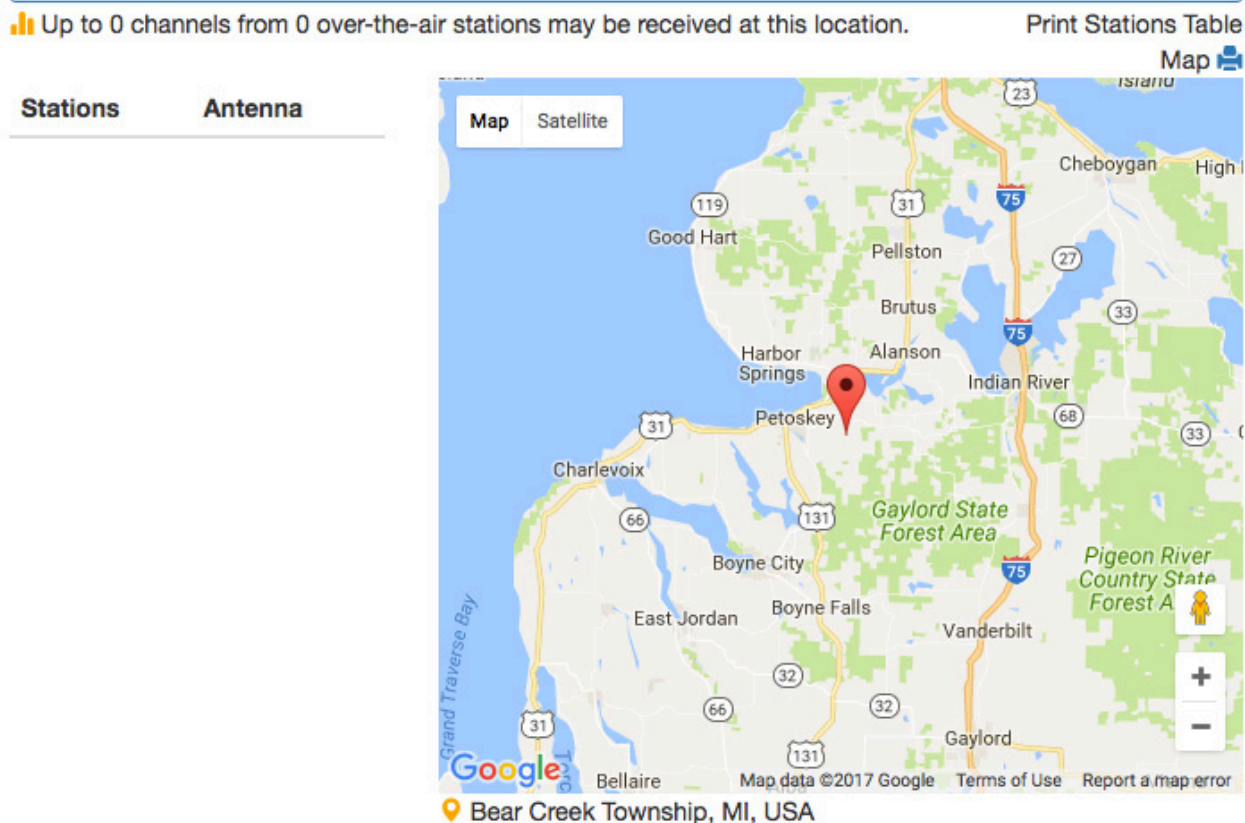 Up to 0 channels from 0 over-the-air stations may be received at this location.
Print Stations Table
Map
Stations Antenna
Map Satellite
Island
23
Cheboygan
High
119
31
75
Good Hart
Pellston
27
Brutus
33
75
Harbor
Springs
Alanson
Indian River
Petoskey
68
31
33
Charlevoix
66
131
Gaylord State
Forest Area
Boyne City
75
Pigeon River
Country State
Forest A
East Jordan
Boyne Falls
Vanderbilt
Grand Traverse Bay
32
66
32
31
Gaylord
131
Google
Bellaire
Map data ©2017 Google Terms of Use Report a map error
Bear Creek Township, MI, USA